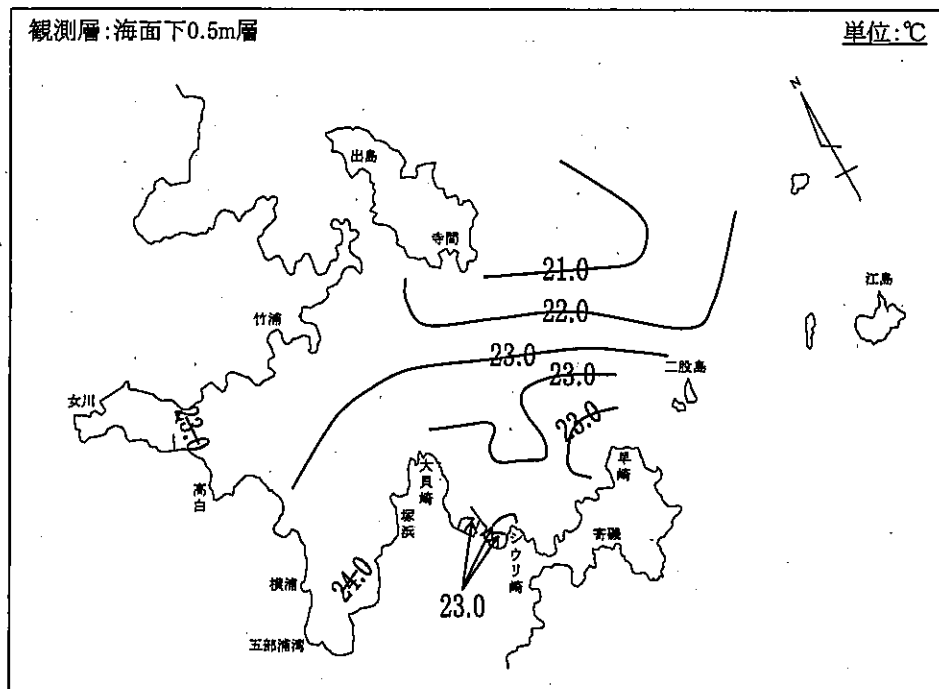 観測層:海面下0.5m層
単位:℃
N
出島
寺間
21.0
江島
22.0
竹浦
23.0
二股島
23.0
女川
23.0
23.0
高白
大貝崎
早崎
塚浜
シウリ崎
寄磯
横浦
24.0
23.0
五部浦湾